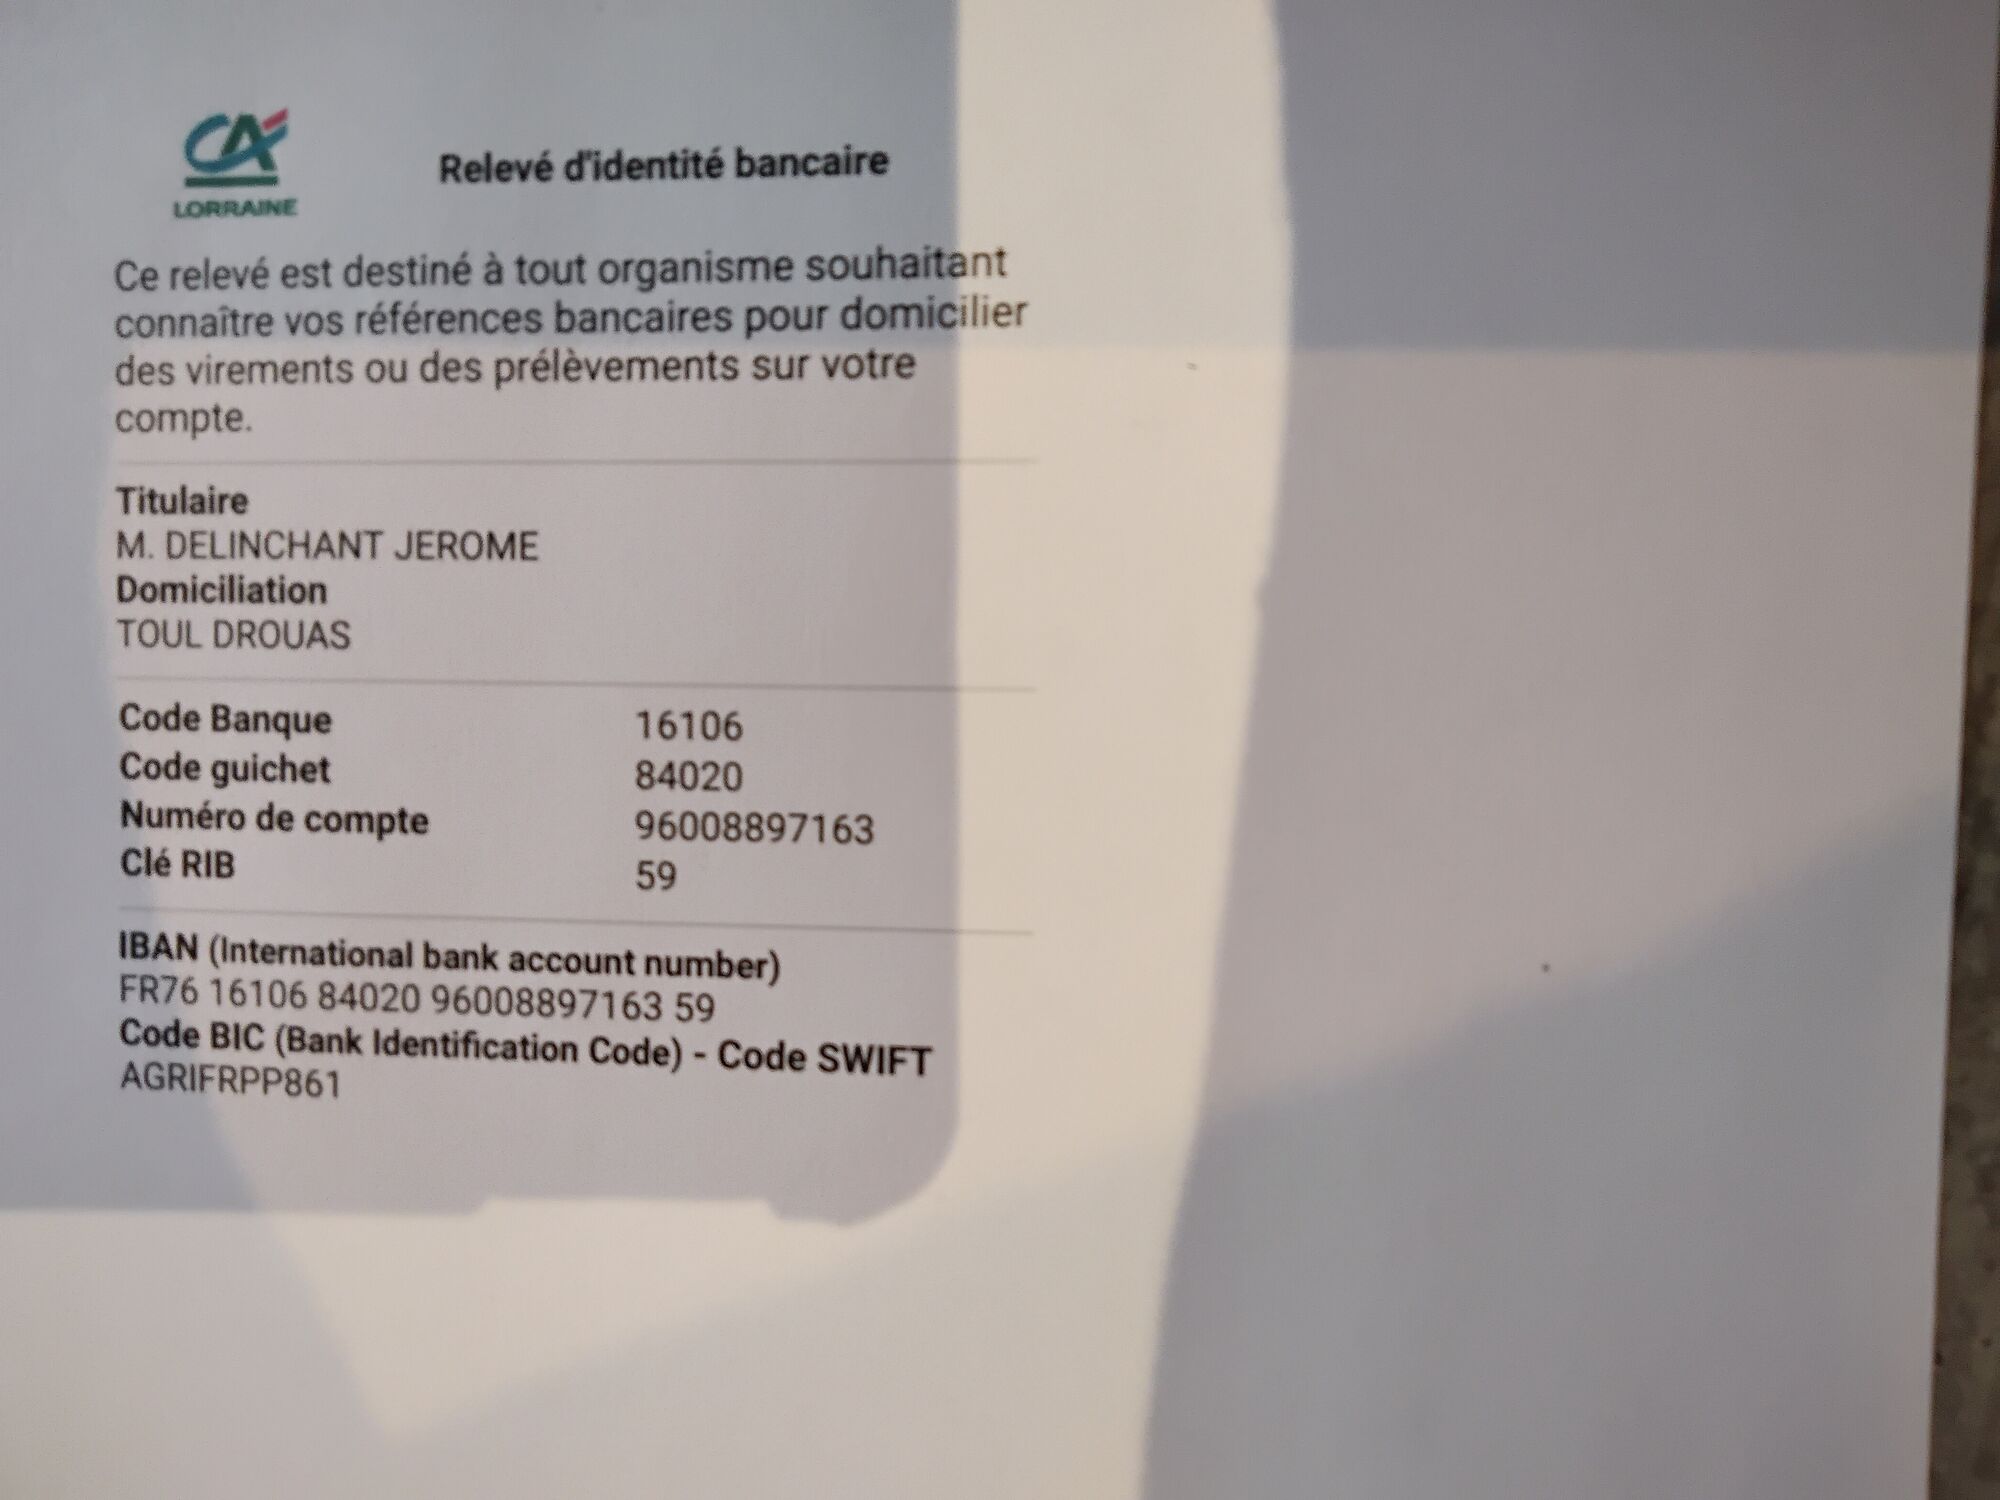 CA
LORRAINE
Relevé d'identité bancaire
Ce relevé est destiné à tout organisme souhaitant
connaître vos références bancaires pour domicilier
des virements ou des prélèvements sur votre
compte.
Titulaire
M. DELINCHANT JEROME
Domiciliation
TOUL DROUAS
Code Banque 16106
Code guichet 84020
Numéro de compte 96008897163
Clé RIB 59
IBAN (International bank account number)
FR76 16106 84020 96008897163 59
Code BIC (Bank Identification Code) - Code SWIFT
AGRIFRPP861